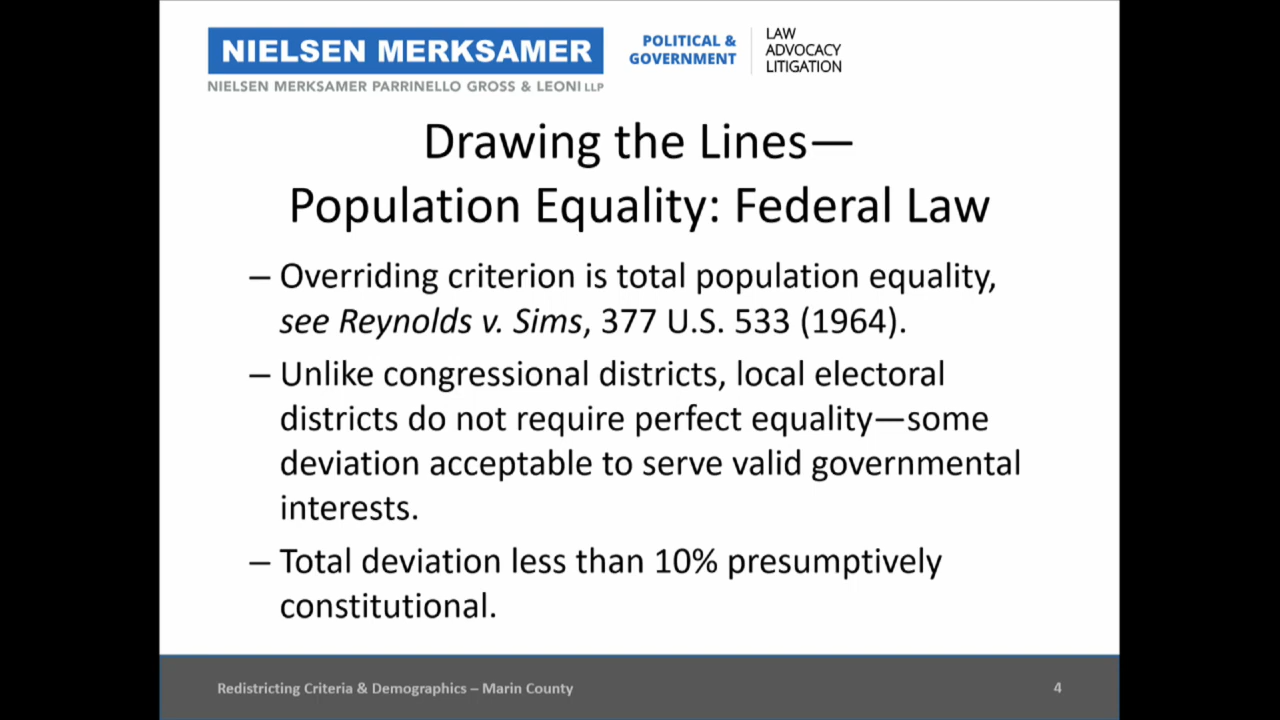 NIELSEN MERKSAMER
NIELSEN MERKSAMER PARRINELLO GROSS & LEONI LLP
POLITICAL &
GOVERNMENT
LAW
ADVOCACY
LITIGATION
Drawing the Lines—
Population Equality: Federal Law
– Overriding criterion is total population equality,
see Reynolds v. Sims, 377 U.S. 533 (1964).
– Unlike congressional districts, local electoral
districts do not require perfect equality—some
deviation acceptable to serve valid governmental
interests.
– Total deviation less than 10% presumptively
constitutional.
Redistricting Criteria & Demographics – Marin County
4